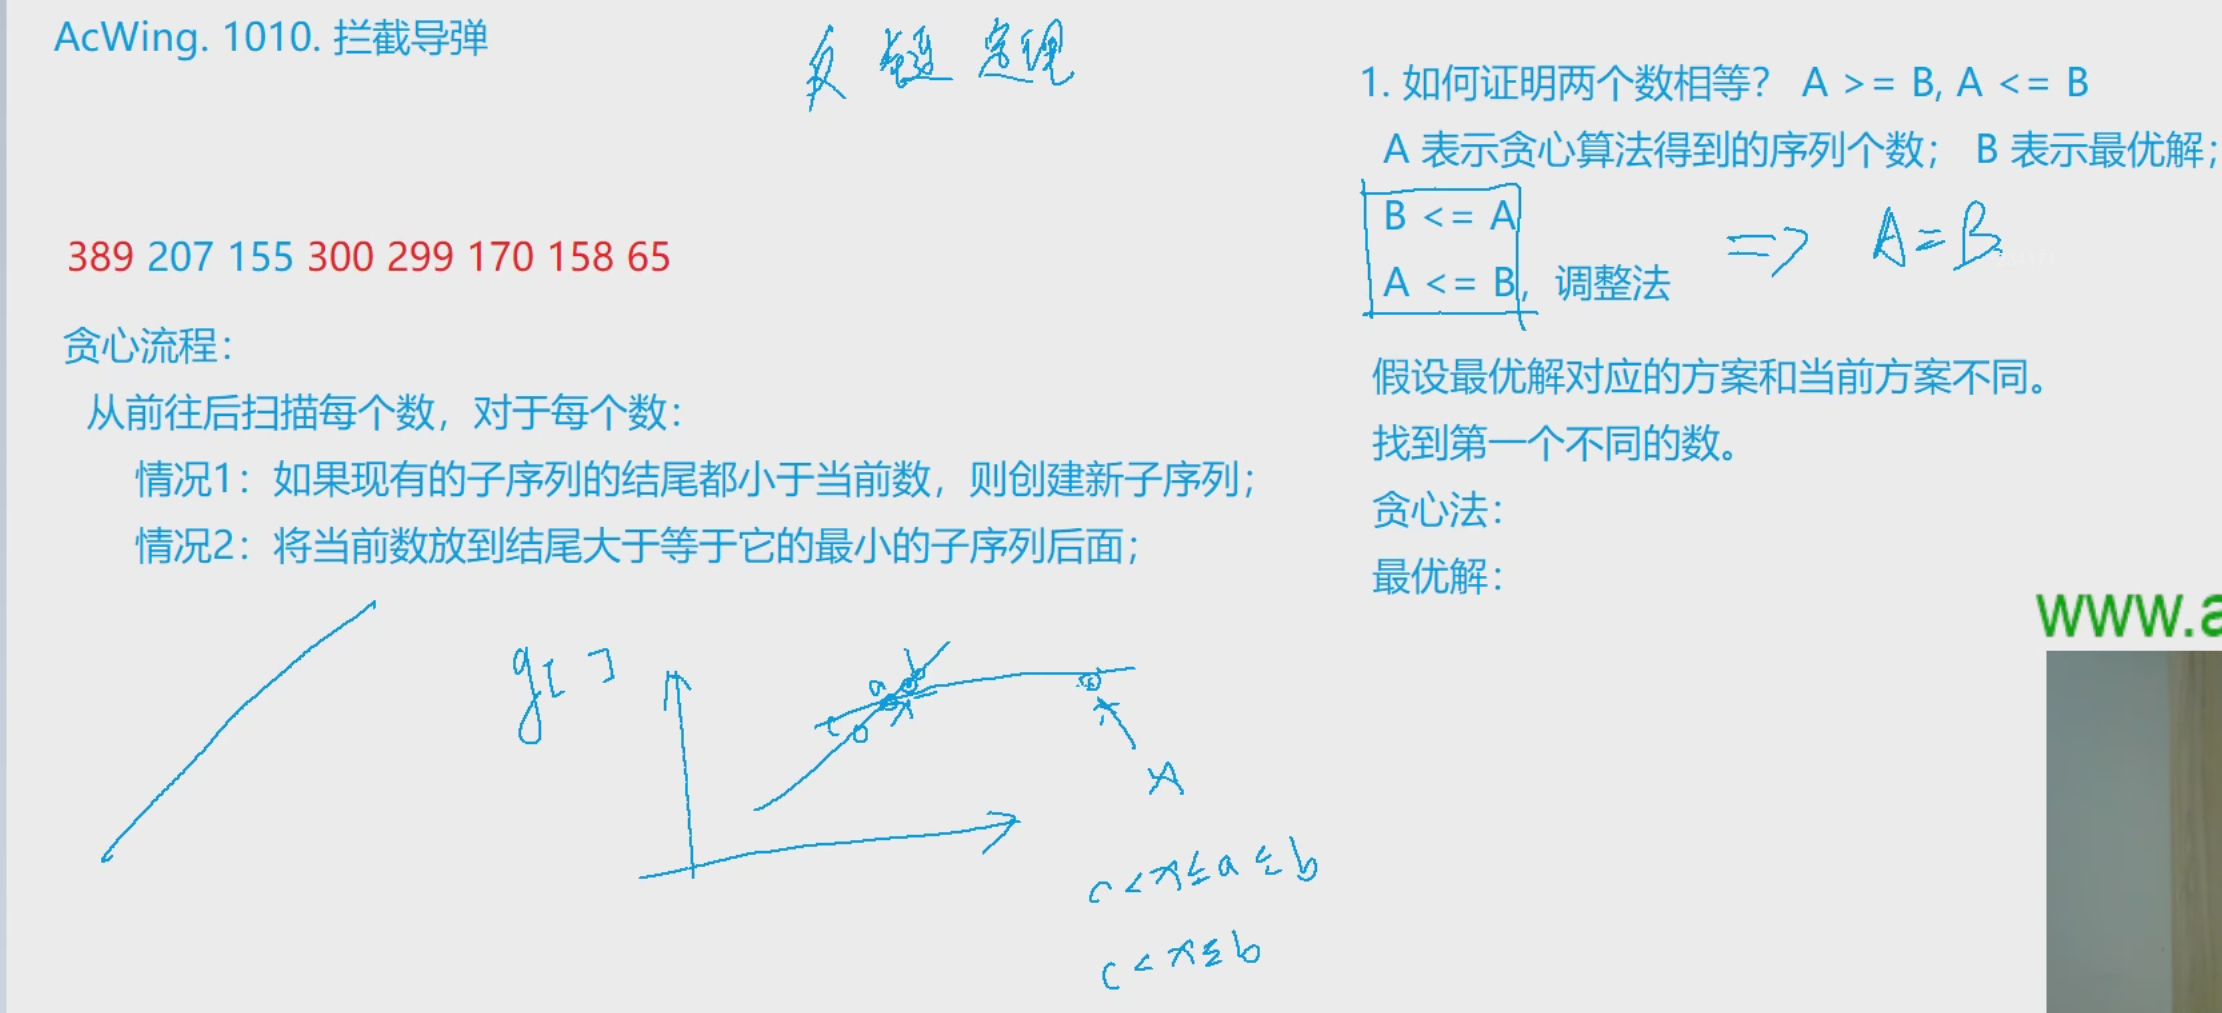 AcWing. 1010. 拦截导弹
反链定理
389 207 155 300 299 170 158 65
贪心流程：
从前往后扫描每个数，对于每个数：
情况1：如果现有的子序列的结尾都小于当前数，则创建新子序列；
情况2：将当前数放到结尾大于等于它的最小的子序列后面；
g[ ]
a
b
c
x
c < x ≤ a ≤ b
c < x ≤ b
1. 如何证明两个数相等？ A >= B, A <= B
A 表示贪心算法得到的序列个数； B 表示最优解；
B <= A
A <= B，调整法
=> A=B
假设最优解对应的方案和当前方案不同。
找到第一个不同的数。
贪心法：
最优解：
www.a